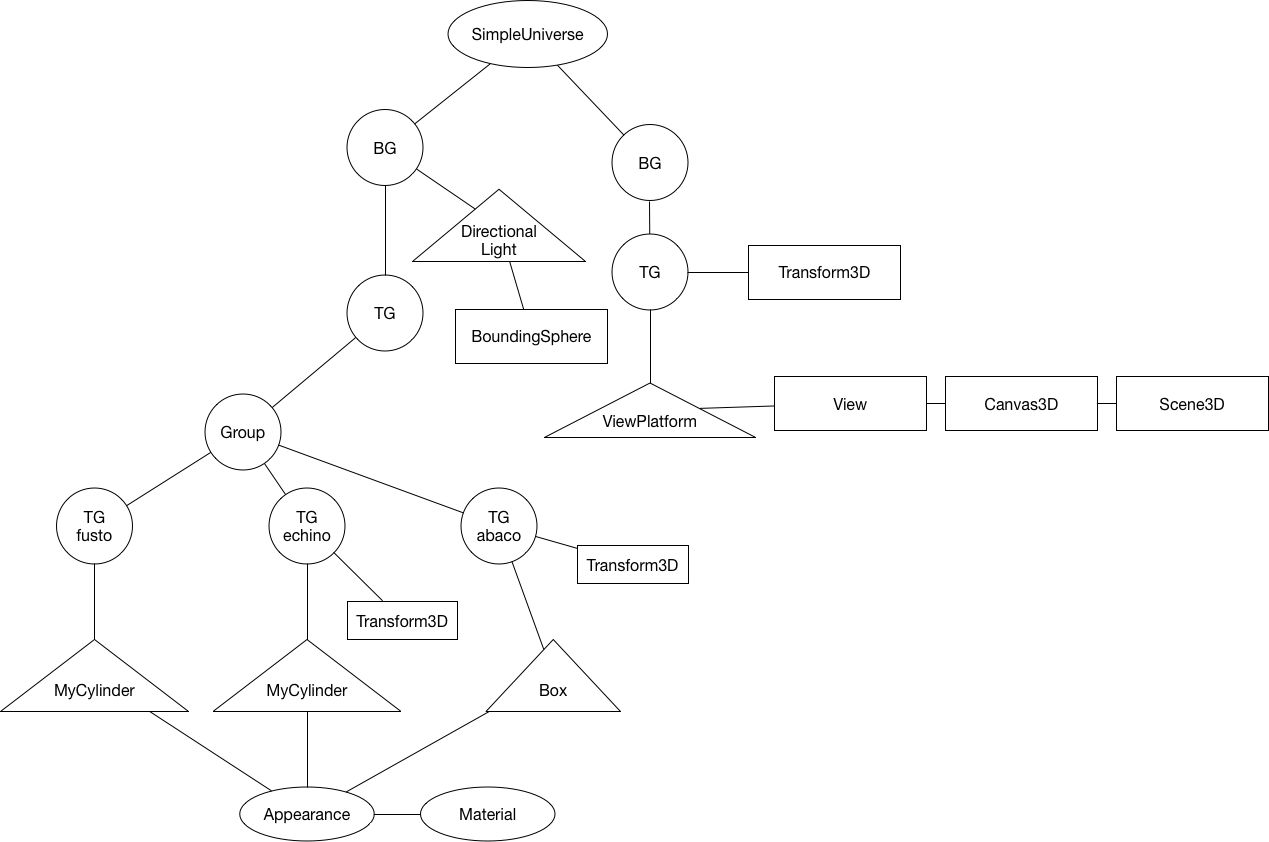 SimpleUniverse
BG
BG
Directional
Light
TG
Transform3D
TG
BoundingSphere
View
Canvas3D
Scene3D
ViewPlatform
Group
TG
fusto
TG
echino
TG
abaco
Transform3D
Transform3D
MyCylinder
MyCylinder
Box
Appearance
Material